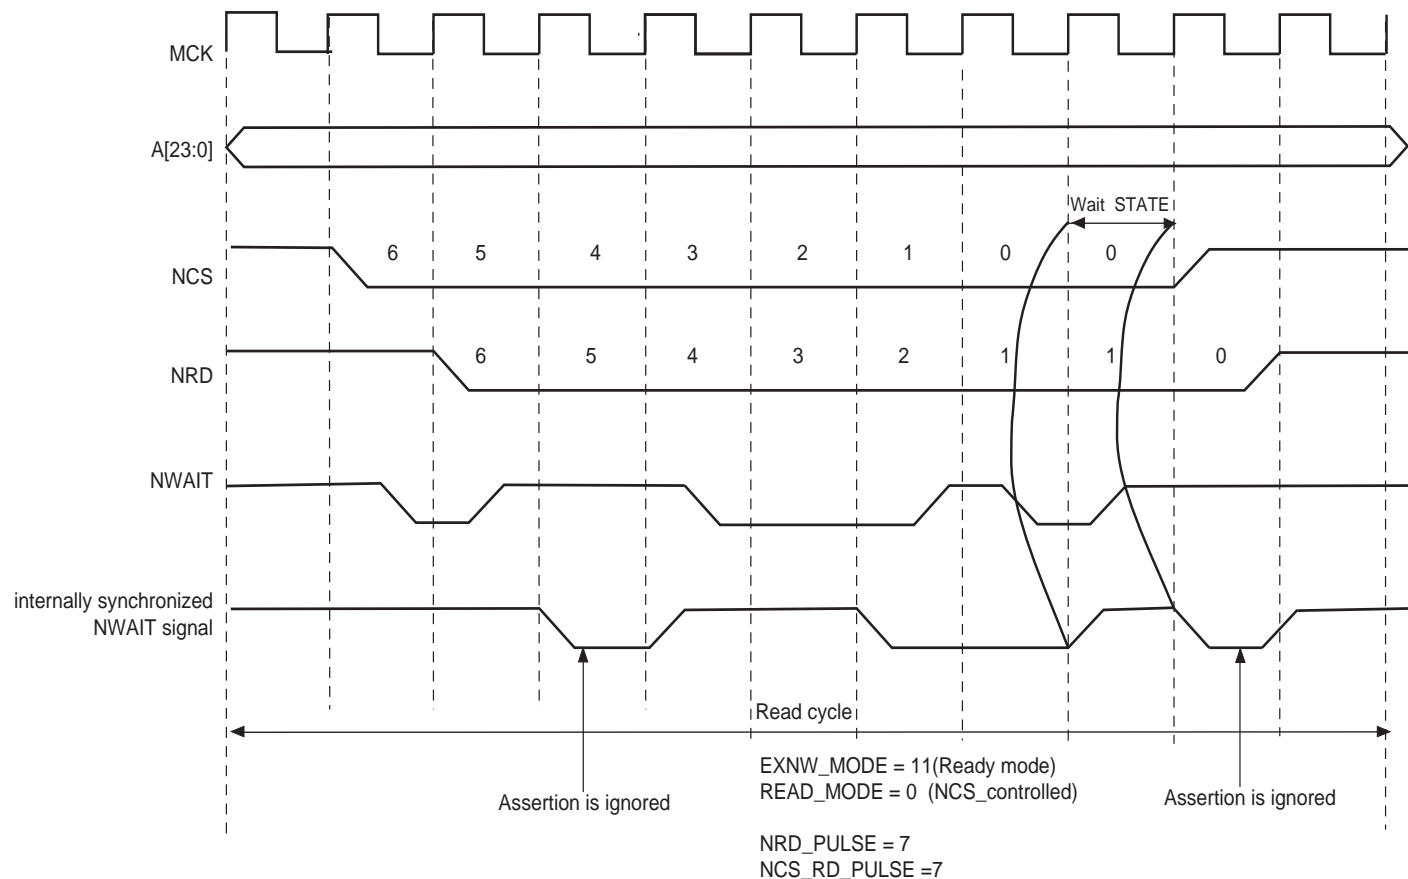 MCK
A[23:0]
Wait STATE
NCS
6 5 4 3 2 1 0 0
NRD
6 5 4 3 2 1 1 0
NWAIT
internally synchronized
NWAIT signal
Read cycle
EXNW_MODE = 11(Ready mode)
READ_MODE = 0 (NCS_controlled)
Assertion is ignored
Assertion is ignored
NRD_PULSE = 7
NCS_RD_PULSE =7